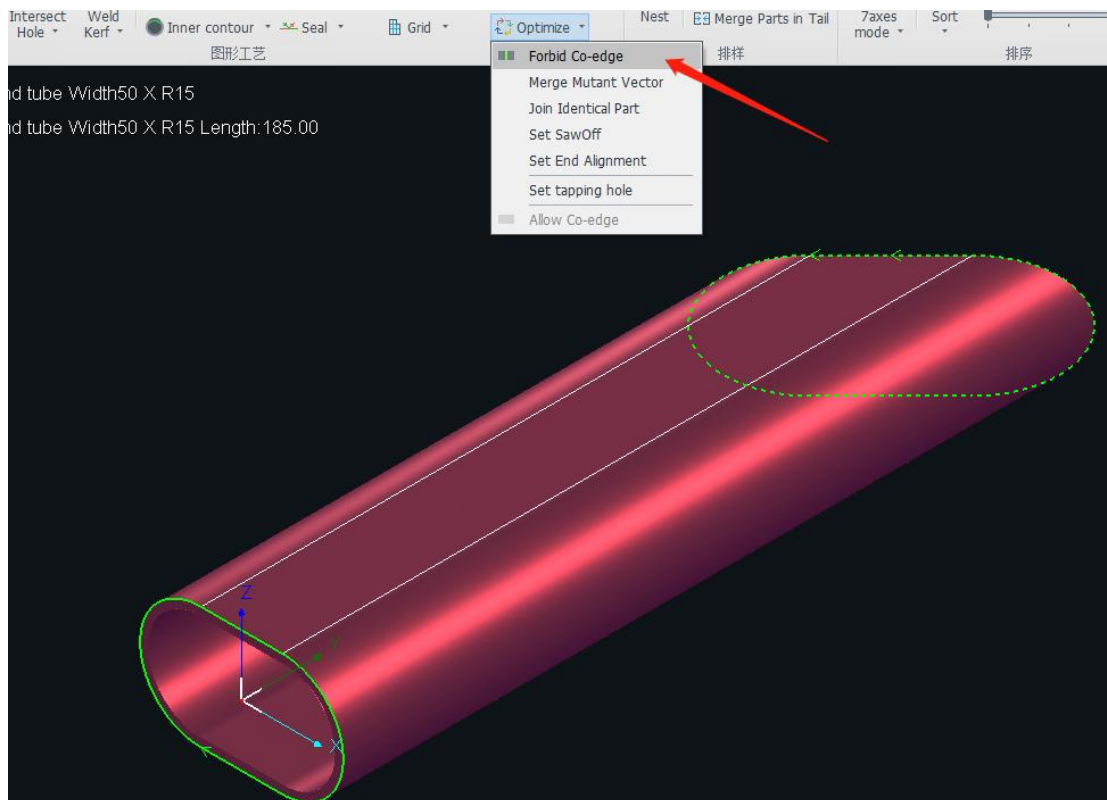 Intersect Hole
Weld Kerf
Inner contour
Seal
Grid
Optimize
Nest
Merge Parts in Tail
7axes mode
Sort
图形工艺
排样
排序
Forbid Co-edge
Merge Mutant Vector
Join Identical Part
Set SawOff
Set End Alignment
Set tapping hole
Allow Co-edge
nd tube Width50 X R15
nd tube Width50 X R15 Length:185.00
Z
Y
X